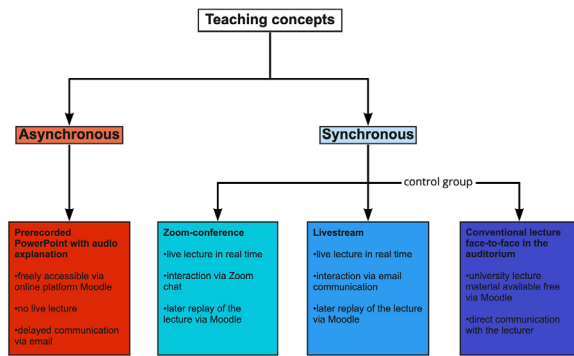 Teaching concepts
Asynchronous
Synchronous
control group
Prerecorded
PowerPoint with audio
explanation
•freely accessible via
online platform Moodle
•no live lecture
•delayed communication
via email
Zoom-conference
•live lecture in real time
•interaction via Zoom
chat
•later replay of the
lecture via Moodle
Livestream
•live lecture in real time
•interaction via email
communication
•later replay of the lecture
via Moodle
Conventional lecture
face-to-face in the
auditorium
•university lecture
material available free
via Moodle
•direct communication
with the lecturer